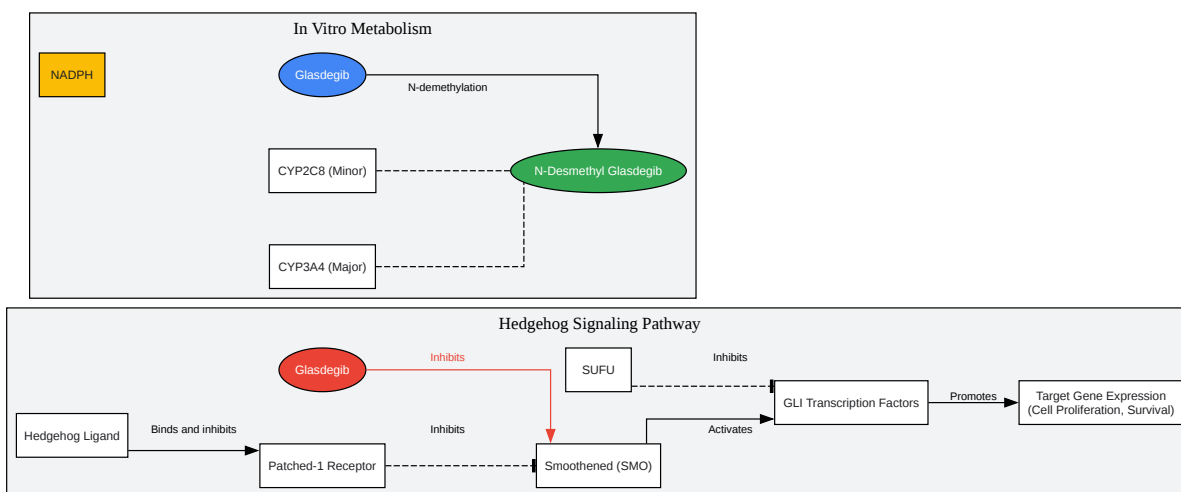 In Vitro Metabolism
NADPH
Glasdegib
N-demethylation
CYP2C8 (Minor)
N-Desmethyl Glasdegib
CYP3A4 (Major)
Hedgehog Signaling Pathway
Glasdegib
Inhibits
SUFU
Inhibits
GLI Transcription Factors
Promotes
Target Gene Expression
(Cell Proliferation, Survival)
Hedgehog Ligand
Binds and inhibits
Patched-1 Receptor
Inhibits
Smoothened (SMO)
Activates